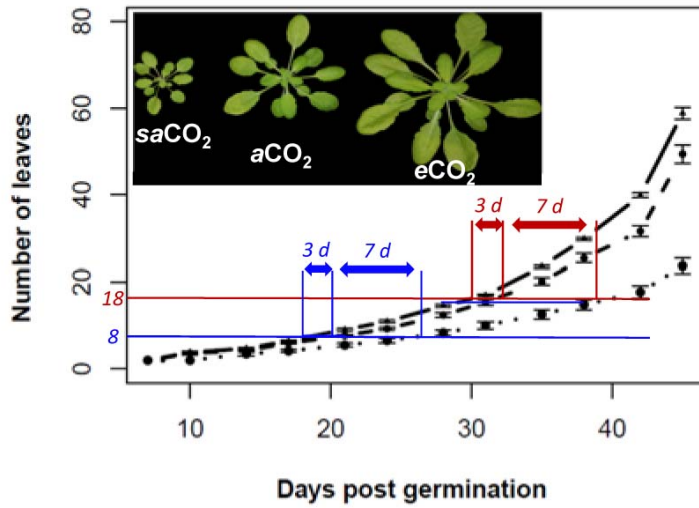 80
60
40
20
0
18
8
Number of leaves
saCO₂
aCO₂
eCO₂
3 d
7 d
3 d
7 d
10
20
30
40
Days post germination